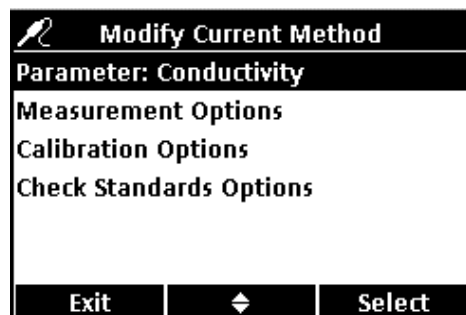 Modify Current Method
Parameter: Conductivity
Measurement Options
Calibration Options
Check Standards Options
Exit Select